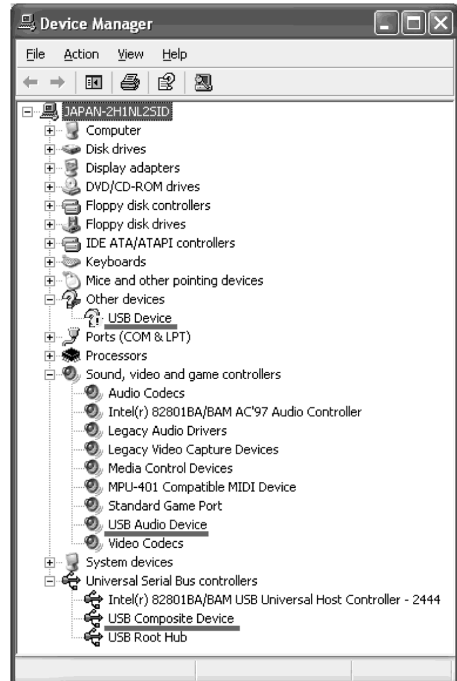 Device Manager
File Action View Help
JAPAN-2H1NL2SID
Computer
Disk drives
Display adapters
DVD/CD-ROM drives
Floppy disk controllers
Floppy disk drives
IDE ATA/ATAPI controllers
Keyboards
Mice and other pointing devices
Other devices
USB Device
Ports (COM & LPT)
Processors
Sound, video and game controllers
Audio Codecs
Intel(r) 82801BA/BAM AC'97 Audio Controller
Legacy Audio Drivers
Legacy Video Capture Devices
Media Control Devices
MPU-401 Compatible MIDI Device
Standard Game Port
USB Audio Device
Video Codecs
System devices
Universal Serial Bus controllers
Intel(r) 82801BA/BAM USB Universal Host Controller - 2444
USB Composite Device
USB Root Hub